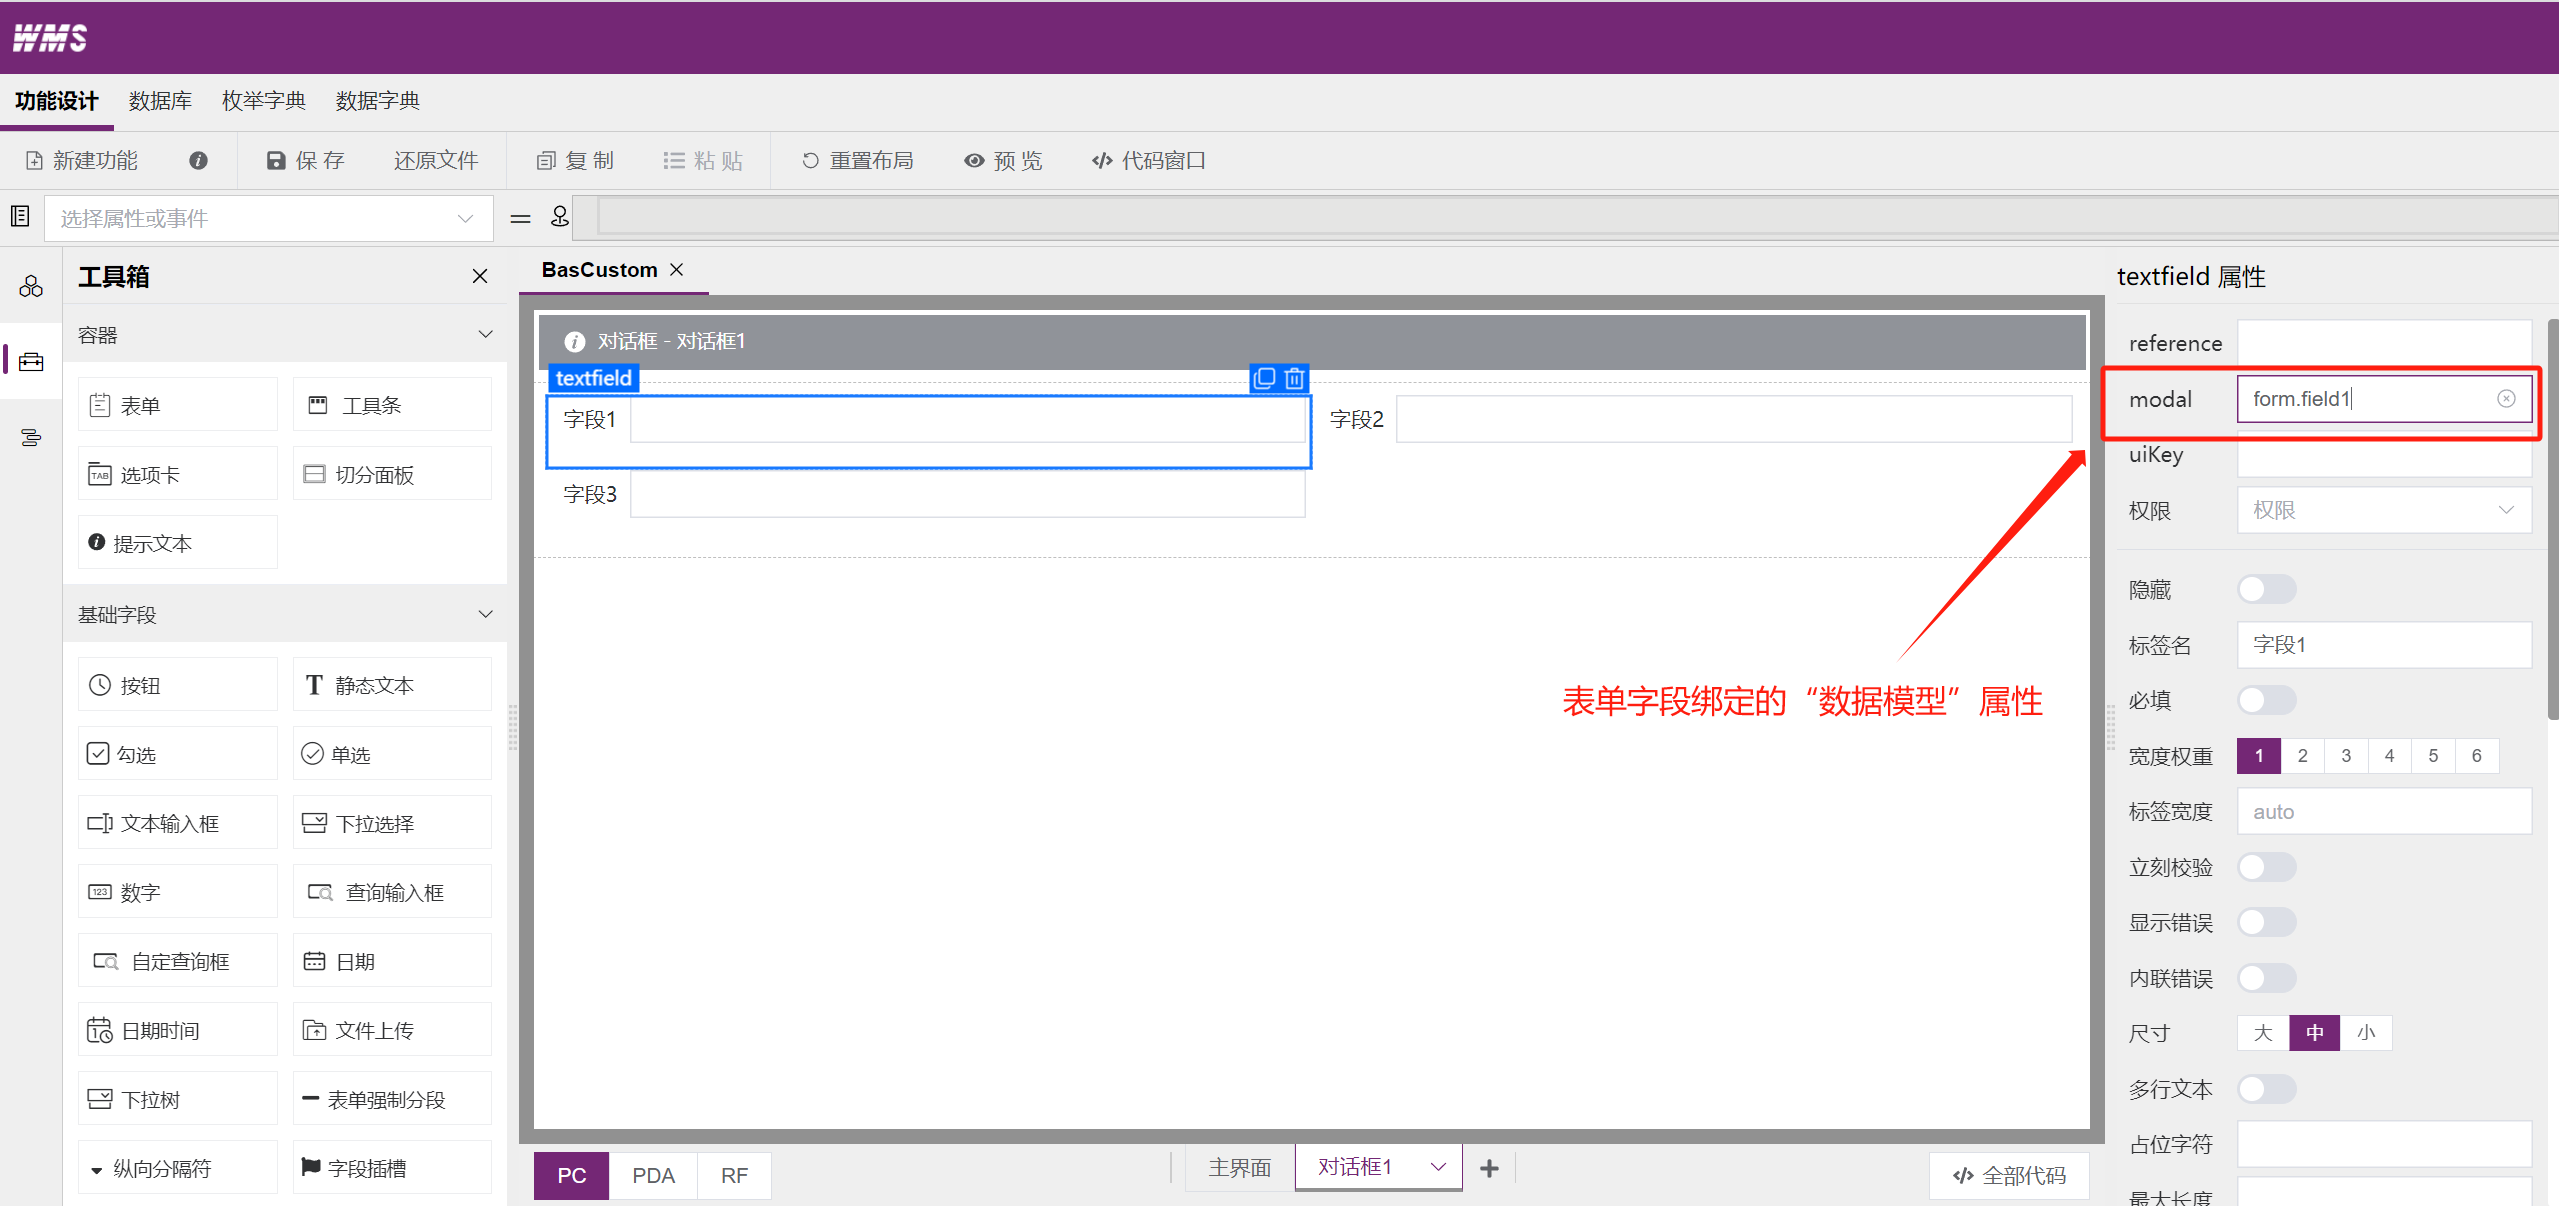 WMS
功能设计 数据库 枚举字典 数据字典
新建功能 保 存 还原文件 复 制 粘 贴 重置布局 预 览 代码窗口
选择属性或事件 =
工具箱
容器
表单 工具条
选项卡 切分面板
提示文本
基础字段
按钮 静态文本
勾选 单选
文本输入框 下拉选择
数字 查询输入框
自定查询框 日期
日期时间 文件上传
下拉树 表单强制分段
纵向分隔符 字段插槽
BasCustom
对话框 - 对话框1
textfield
字段1 字段2
字段3
表单字段绑定的“数据模型”属性
PC PDA RF
主界面 对话框1
全部代码
textfield 属性
reference
modal form.field1
uiKey
权限 权限
隐藏
标签名 字段1
必填
宽度权重 1 2 3 4 5 6
标签宽度 auto
立刻校验
显示错误
内联错误
尺寸 大 中 小
多行文本
占位字符
最大长度